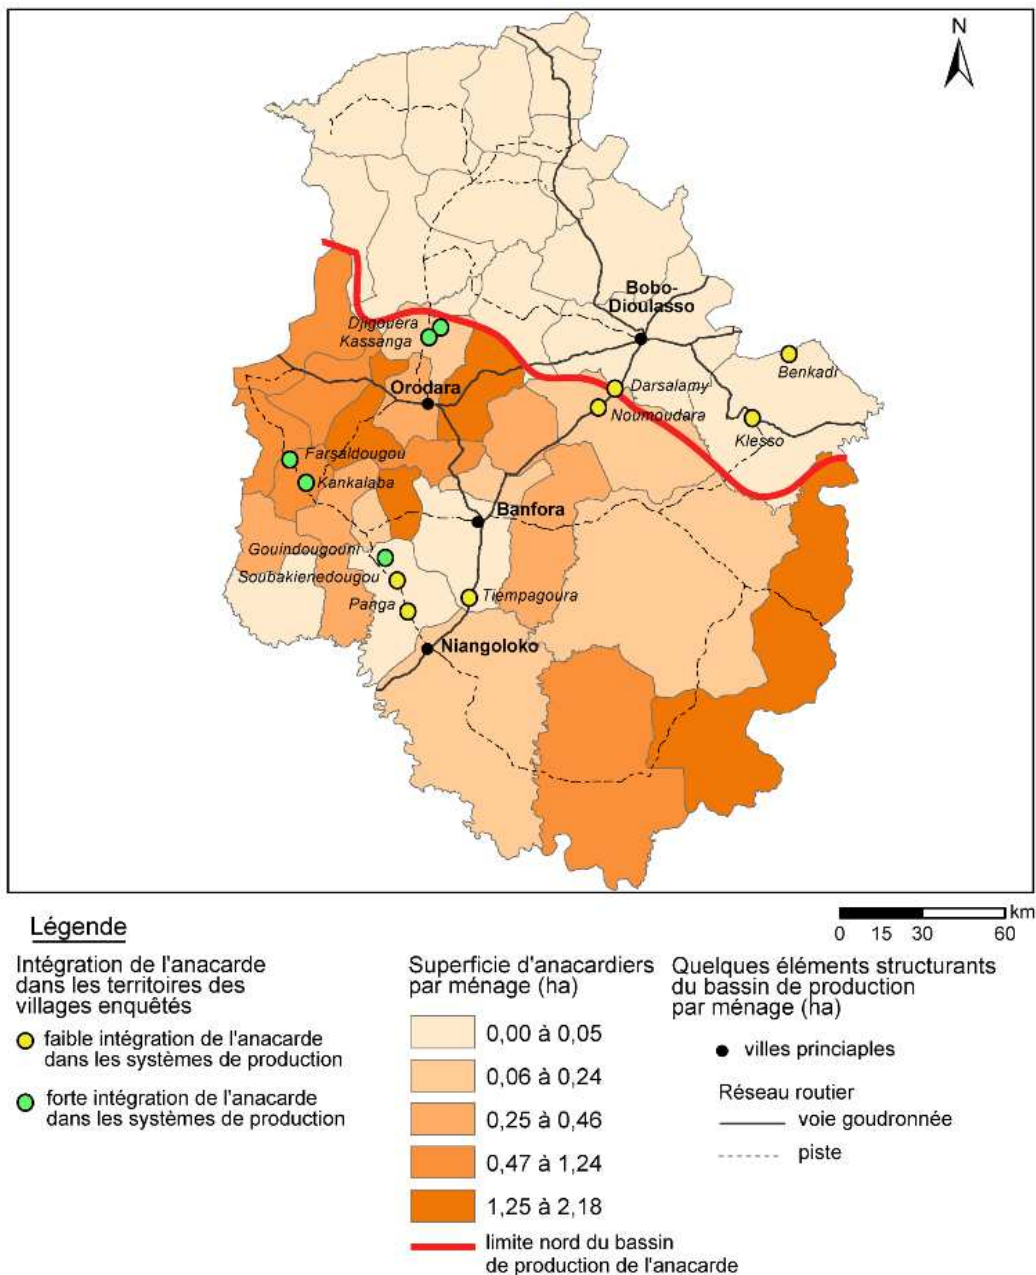 N
Bobo-
Dioulasso
Djigouera
Kassanga
Benkadi
Orodara
Darsalamy
Noumoudara
Klesso
Farsaldougou
Kankalaba
Banfora
Gouindougouni
Soubakienedougou
Tiempagoura
Panga
Niangoloko
km
0 15 30 60
Légende
Intégration de l'anacarde
dans les territoires des
villages enquêtés
faible intégration de l'anacarde
dans les systèmes de production
forte intégration de l'anacarde
dans les systèmes de production
Superficie d'anacardiers
par ménage (ha)
0,00 à 0,05
0,06 à 0,24
0,25 à 0,46
0,47 à 1,24
1,25 à 2,18
limite nord du bassin
de production de l'anacarde
Quelques éléments structurants
du bassin de production
par ménage (ha)
villes princiaples
Réseau routier
voie goudronnée
piste